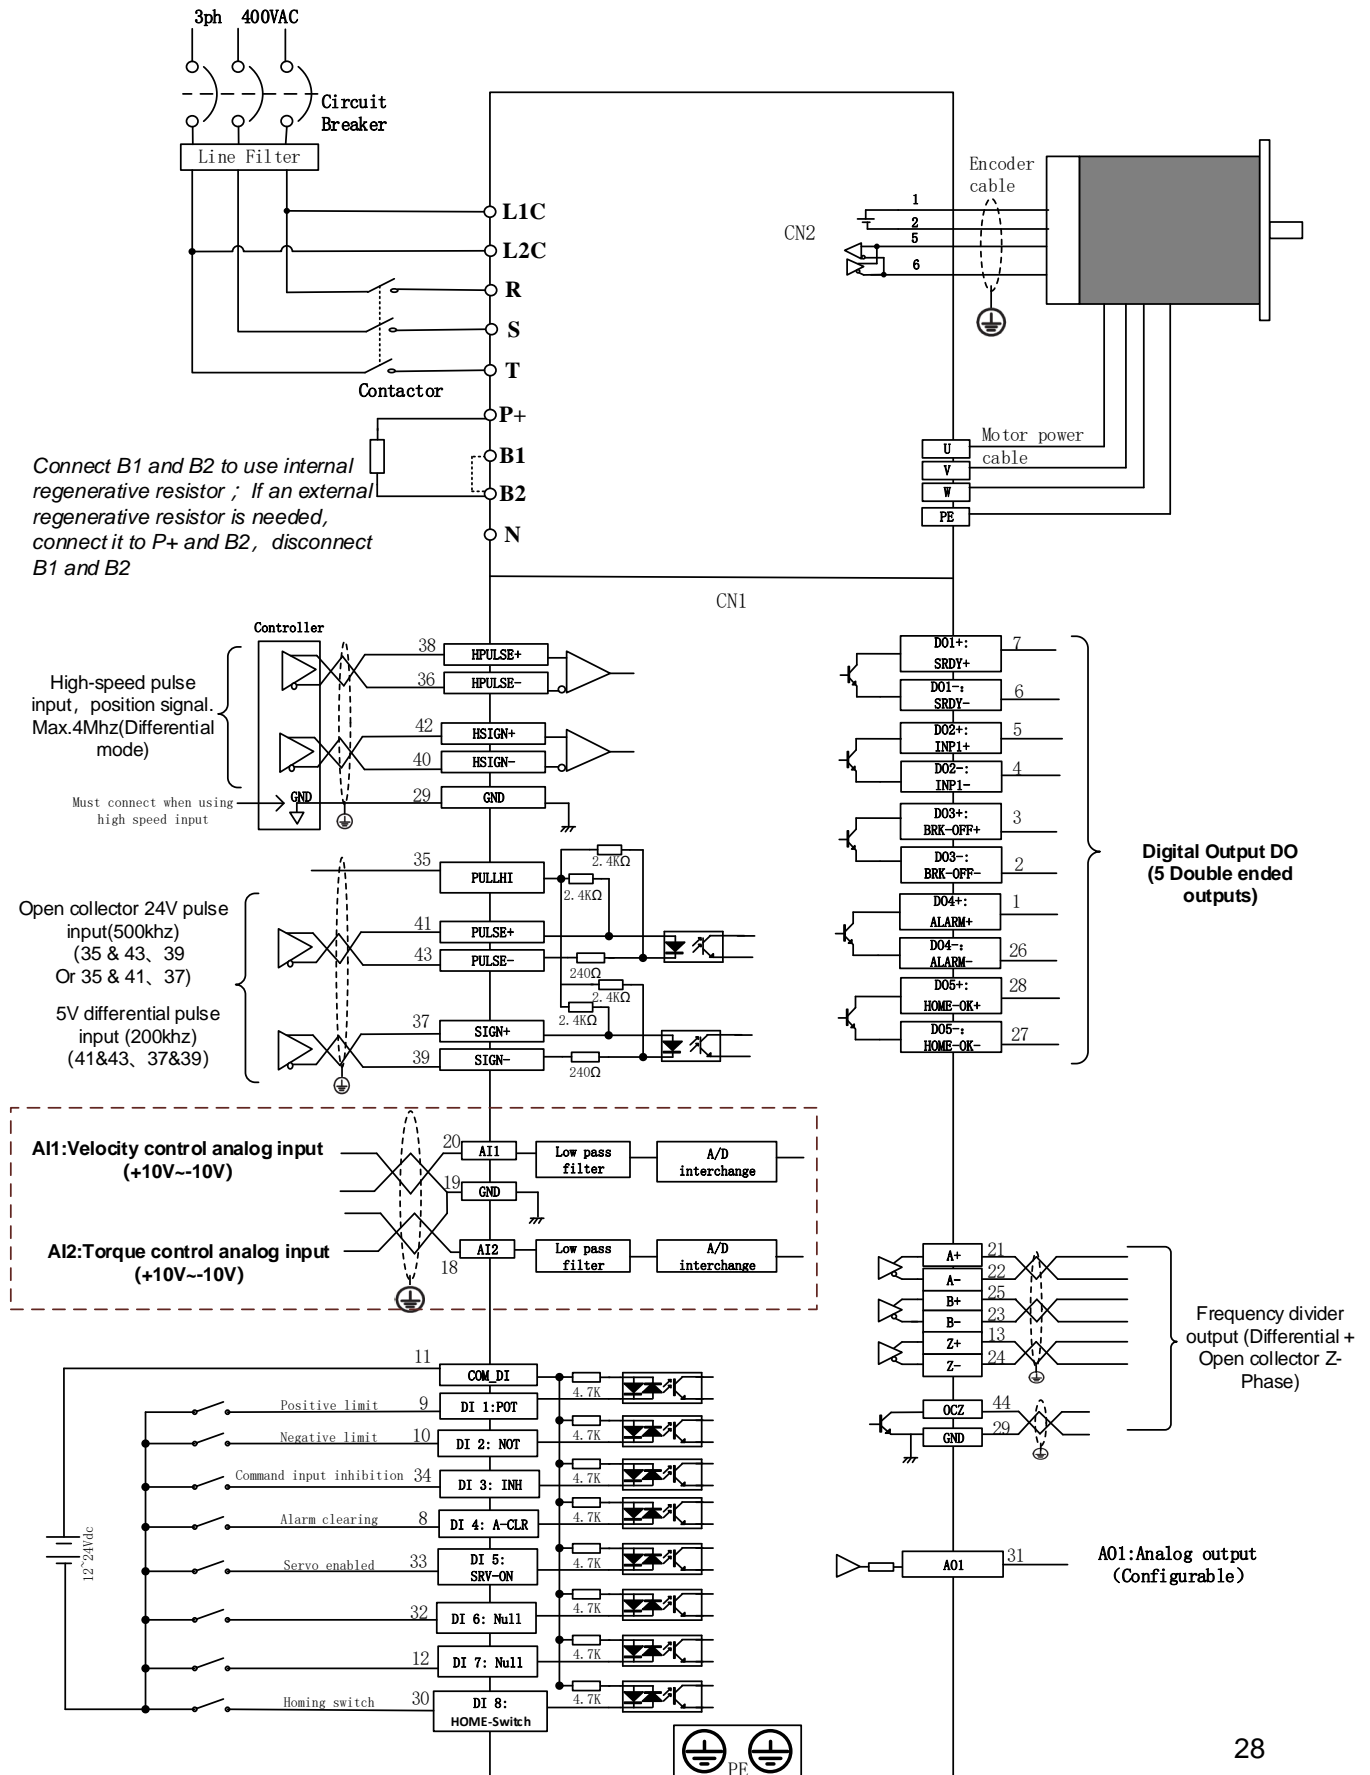 3ph 400VAC
Circuit
Breaker
Line Filter
L1C
L2C
R
S
T
Contactor
P+
B1
B2
N
Connect B1 and B2 to use internal
regenerative resistor ; If an external
regenerative resistor is needed,
connect it to P+ and B2, disconnect
B1 and B2
CN2
Encoder
cable
1
2
5
6
Motor power
cable
U
V
W
PE
CN1
Controller
High-speed pulse
input, position signal.
Max.4Mhz(Differential
mode)
38 HPULSE+
36 HPULSE-
42 HSIGN+
40 HSIGN-
Must connect when using
high speed input
GND
29 GND
35 PULLHI
2.4KΩ
2.4KΩ
Open collector 24V pulse
input(500khz)
(35 & 43、39
Or 35 & 41、37)
5V differential pulse
input (200khz)
(41&43、37&39)
41 PULSE+
43 PULSE-
240Ω
2.4KΩ
2.4KΩ
37 SIGN+
39 SIGN-
240Ω
DO1+:
SRDY+
7
DO1-:
SRDY-
6
DO2+:
INP1+
5
DO2-:
INP1-
4
DO3+:
BRK-OFF+
3
DO3-:
BRK-OFF-
2
DO4+:
ALARM+
1
DO4-:
ALARM-
26
DO5+:
HOME-OK+
28
DO5-:
HOME-OK-
27
Digital Output DO
(5 Double ended
outputs)
AI1:Velocity control analog input
(+10V~-10V)
20 AI1
Low pass
filter
A/D
interchange
19 GND
AI2:Torque control analog input
(+10V~-10V)
18 AI2
Low pass
filter
A/D
interchange
A+ 21
A- 22
B+ 25
B- 23
Z+ 13
Z- 24
OCZ 44
GND 29
Frequency divider
output (Differential +
Open collector Z-
Phase)
12~24Vdc
11 COM_DI
4.7K
Positive limit 9 DI 1:POT
4.7K
Negative limit 10 DI 2: NOT
4.7K
Command input inhibition 34 DI 3: INH
4.7K
Alarm clearing 8 DI 4: A-CLR
4.7K
Servo enabled 33 DI 5:
SRV-ON
4.7K
32 DI 6: Null
4.7K
12 DI 7: Null
4.7K
Homing switch 30 DI 8:
HOME-Switch
AO1 31
AO1:Analog output
(Configurable)
PE
28